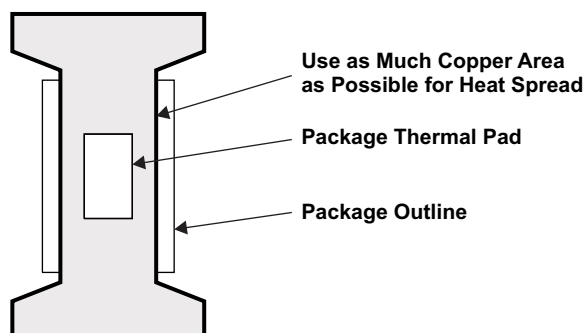 Use as Much Copper Area
as Possible for Heat Spread
Package Thermal Pad
Package Outline